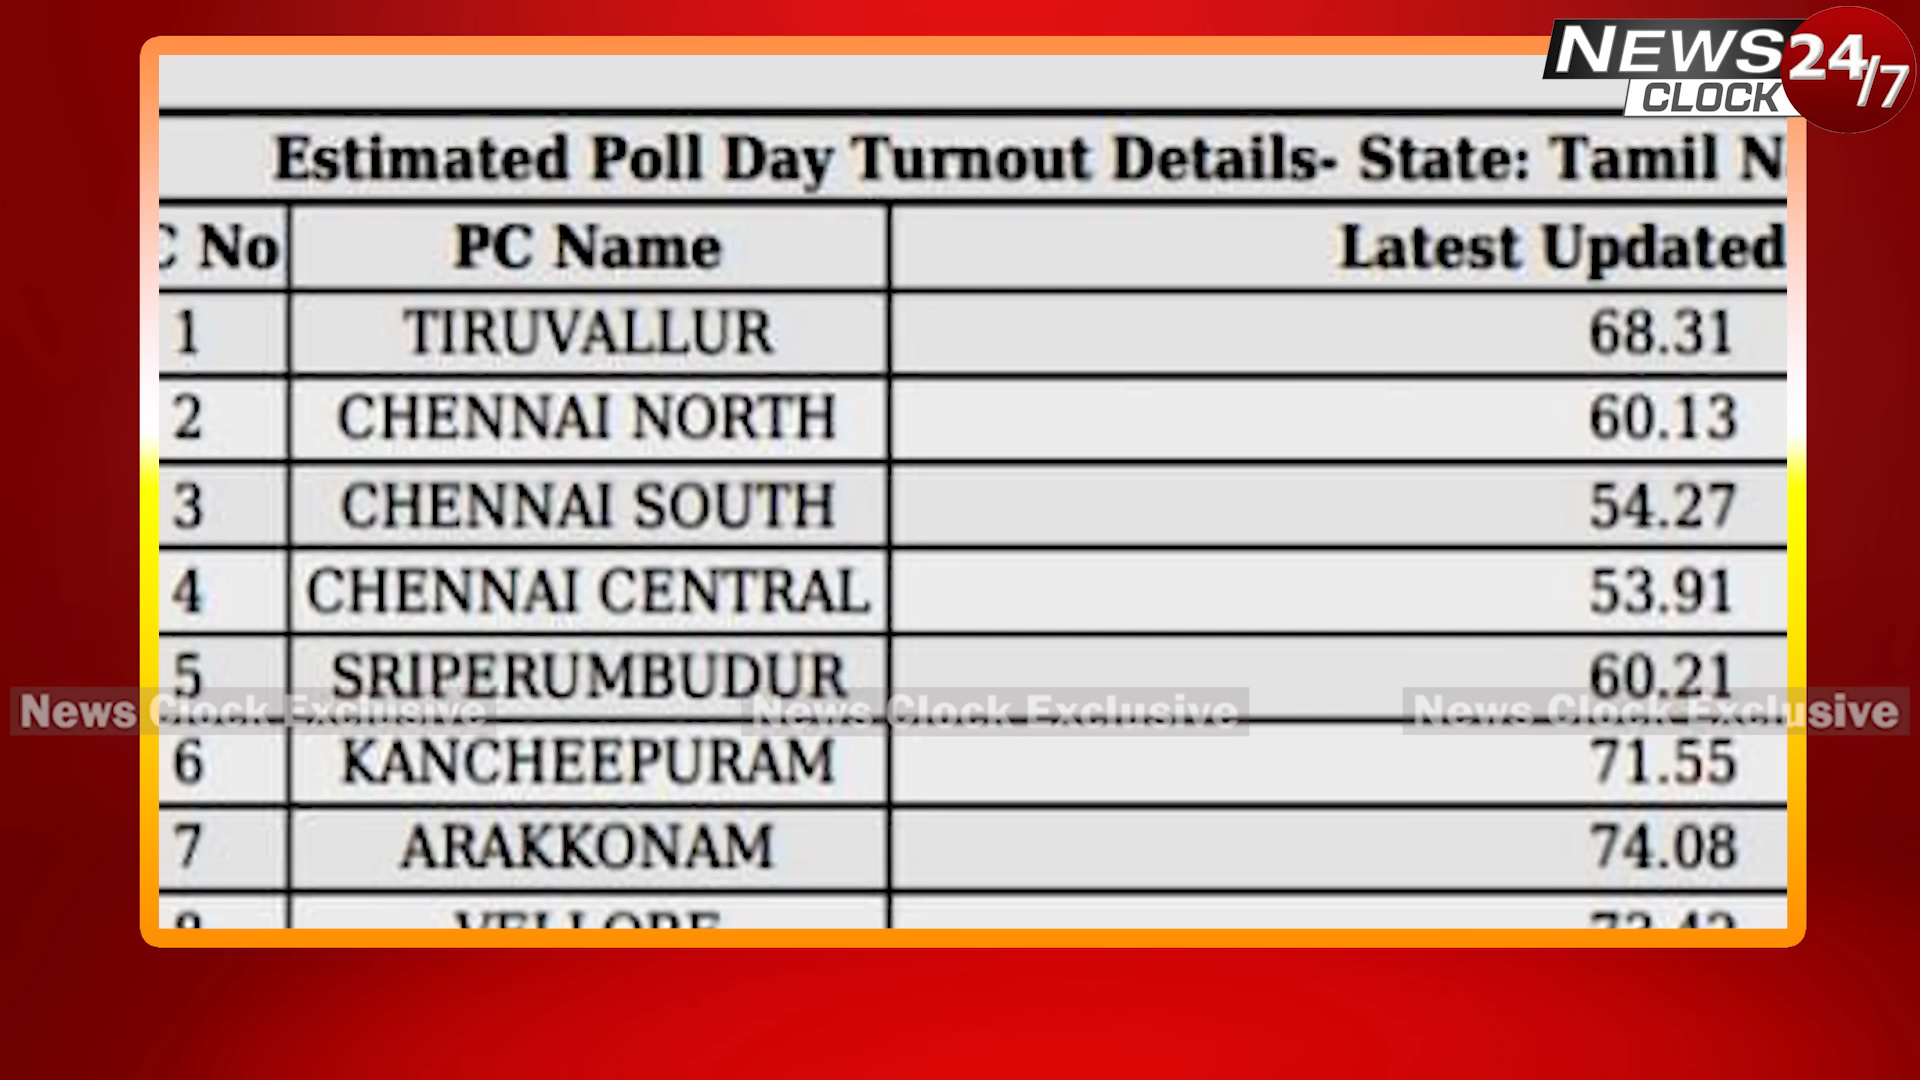 NEWS 24/7
CLOCK
Estimated Poll Day Turnout Details- State: Tamil N
C No PC Name Latest Updated
1 TIRUVALLUR 68.31
2 CHENNAI NORTH 60.13
3 CHENNAI SOUTH 54.27
4 CHENNAI CENTRAL 53.91
5 SRIPERUMBUDUR 60.21
News Clock Exclusive News Clock Exclusive News Clock Exclusive
6 KANCHEEPURAM 71.55
7 ARAKKONAM 74.08
8 VELLORE